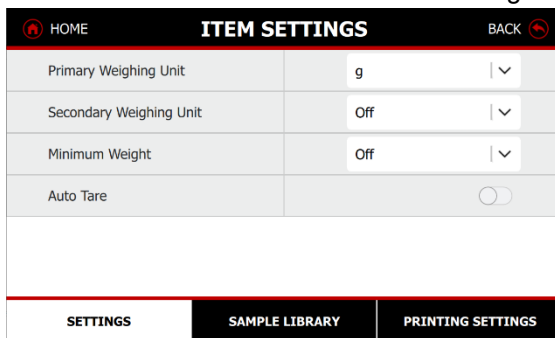 HOME ITEM SETTINGS BACK
Primary Weighing Unit g
Secondary Weighing Unit Off
Minimum Weight Off
Auto Tare
SETTINGS SAMPLE LIBRARY PRINTING SETTINGS